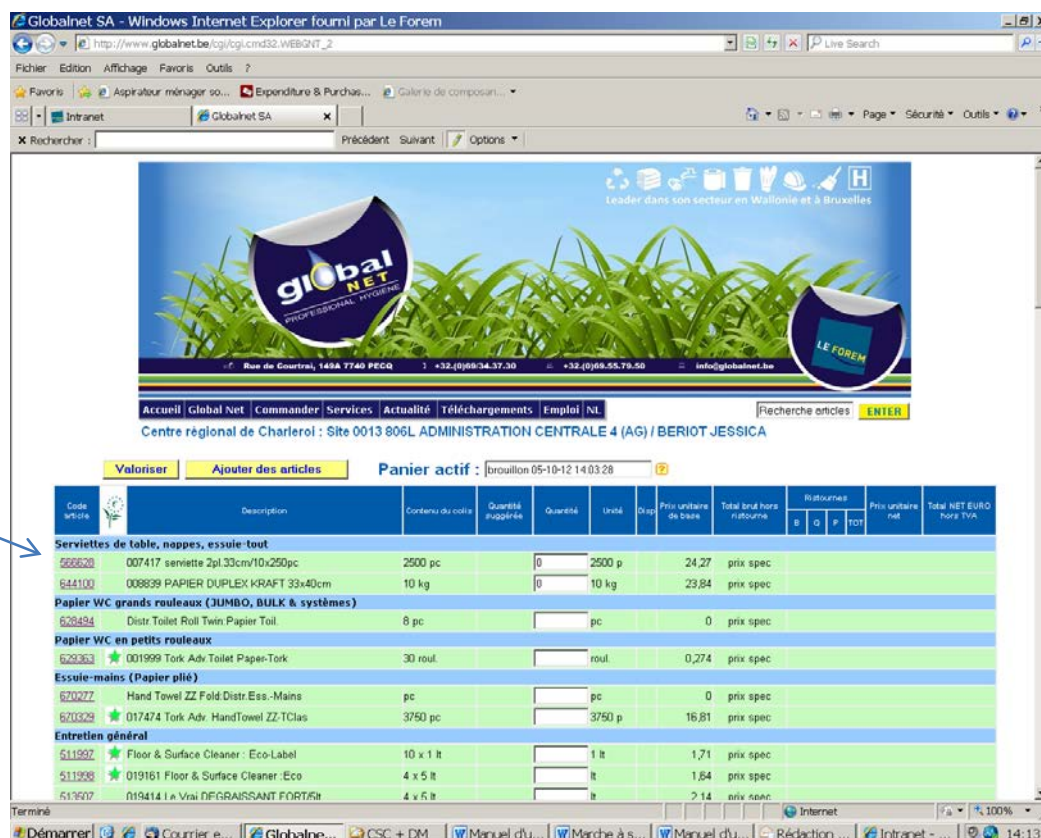 Globalnet SA - Windows Internet Explorer fourni par Le Forem
http://www.globalnet.be/cgi/cgi.cmd32.WEBGNT_2
Live Search
Fichier Edition Affichage Favoris Outils ?
Favoris Aspirateur ménager so... Expenditure & Purchas... Galerie de composan...
Intranet Globalnet SA x Page Sécurité Outils
x Rechercher : Précédent Suivant Options
Leader dans son secteur en Wallonie et à Bruxelles
global
NET
PROFESSIONAL HYGIENE
LE FOREM
Rue de Courtrai, 149A 7740 PECQ +32.(0)69/34.37.30 +32.(0)69.55.79.50 info@globalnet.be
Accueil Global Net Commander Services Actualité Téléchargements Emploi NL Recherche articles ENTER
Centre régional de Charleroi : Site 0013 806L ADMINISTRATION CENTRALE 4 (AG) / BERIOT JESSICA
Valoriser Ajouter des articles Panier actif : brouillon 05-10-12 14:03:28 ?
Code article Description Contenu du colis Quantité suggérée Quantité Unité Disp Prix unitaire de base Total brut hors ristourne Ristournes B G P TOT Prix unitaire net Total NET EURO hors TVA
Serviettes de table, nappes, essuie-tout
566628 007417 serviette 2pl.33cm/10x250pc 2500 pc 0 2500 p 24,27 prix spec
644100 008839 PAPIER DUPLEX KRAFT 33x40cm 10 kg 0 10 kg 23,84 prix spec
Papier WC grands rouleaux (JUMBO, BULK & systèmes)
628494 Distr.Toilet Roll Twin:Papier Toil. 8 pc pc 0 prix spec
Papier WC en petits rouleaux
629363 001999 Tork Adv.Toilet Paper-Tork 30 roul. roul. 0,274 prix spec
Essuie-mains (Papier plié)
670277 Hand Towel ZZ Fold:Distr.Ess.-Mains pc pc 0 prix spec
670329 017474 Tork Adv. HandTowel ZZ-TClas 3750 pc 3750 p 16,81 prix spec
Entretien général
511997 Floor & Surface Cleaner : Eco-Label 10 x 1 lt 1 lt 1,71 prix spec
511998 019161 Floor & Surface Cleaner :Eco 4 x 5 lt lt 1,64 prix spec
513507 019414 Le Vrai DEGRAISSANT FORT/5lt 4 x 5 lt lt 2,14 prix spec
Terminé Internet 100%
Démarrer Courrier e... Globalne... CSC + DM Manuel d'u... Marche à s... Manuel d'u... Rédaction ... Intranet - ... 14:13